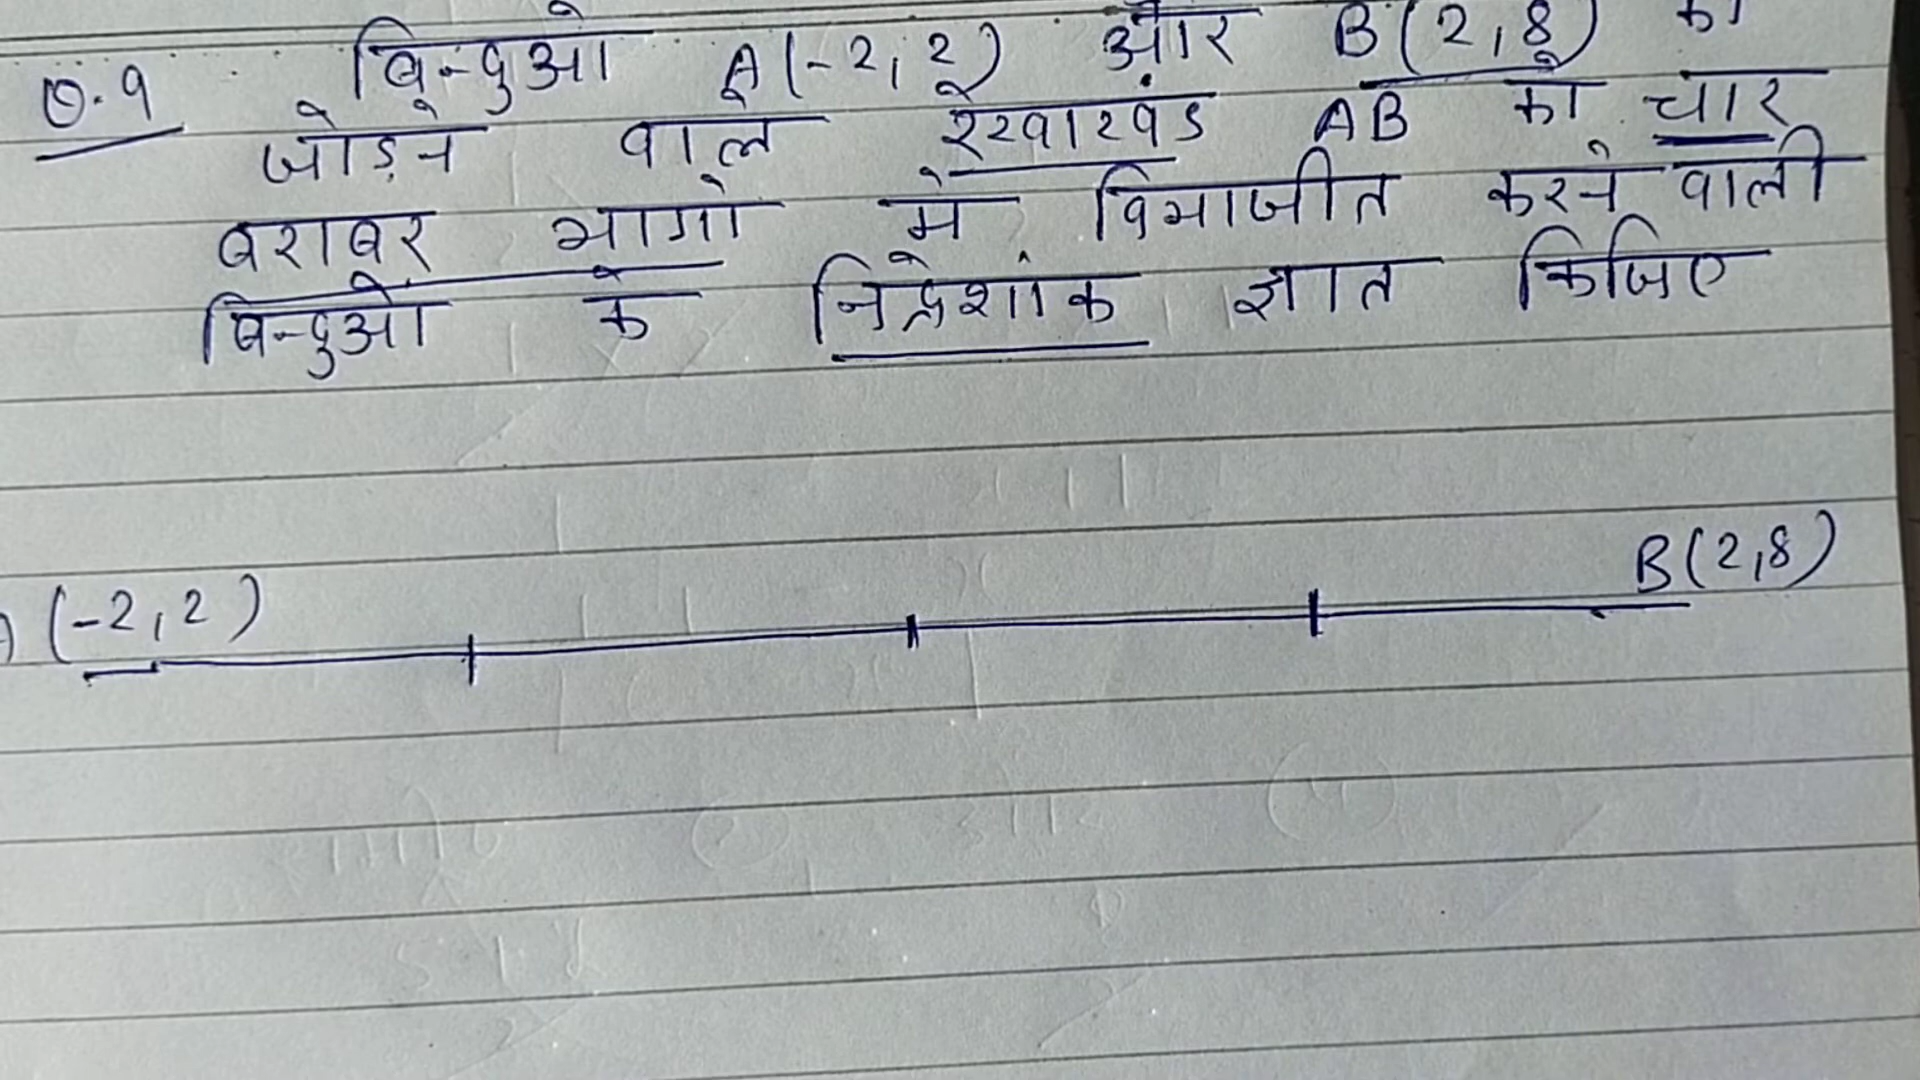 Q.9 बिन्दुओ A(-2, 2) और B(2,8) को
जोड़ने वाले रेखाखंड AB को चार
बराबर भागो मे विभाजीत करने वाली
बिन्दुओ के निद्रेशांक ज्ञात किजिए
B(2,8)
A (-2, 2)